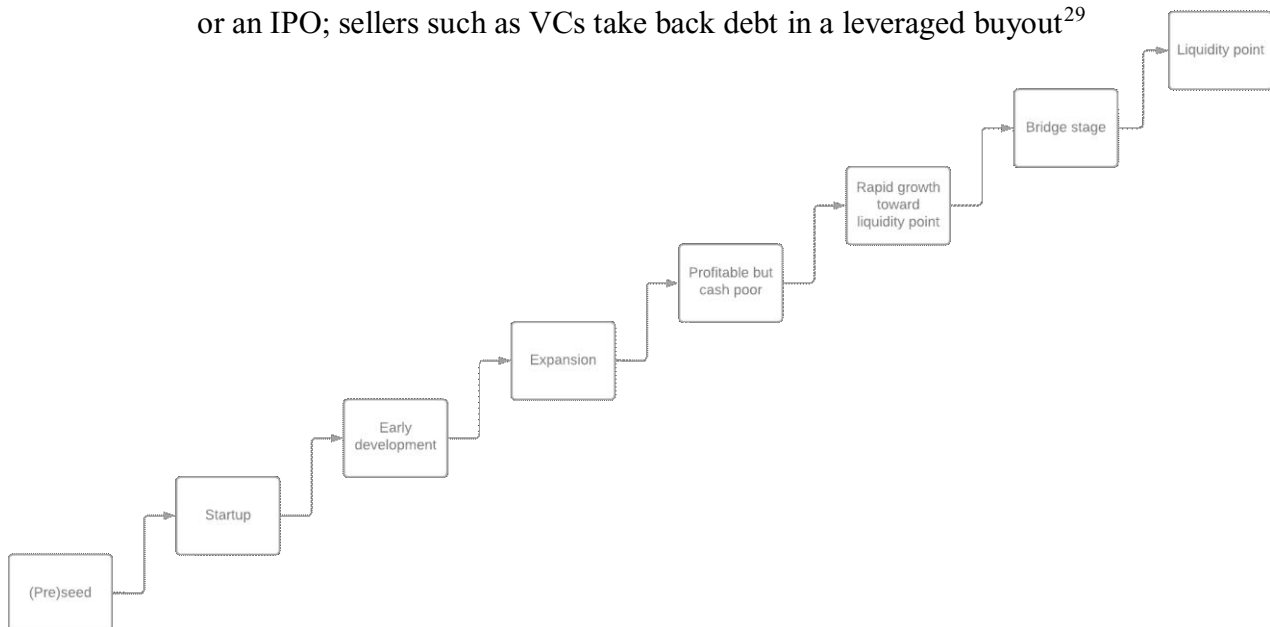 or an IPO; sellers such as VCs take back debt in a leveraged buyout29
Liquidity point
Bridge stage
Rapid growth
toward
liquidity point
Profitable but
cash poor
Expansion
Early
development
Startup
(Pre)seed